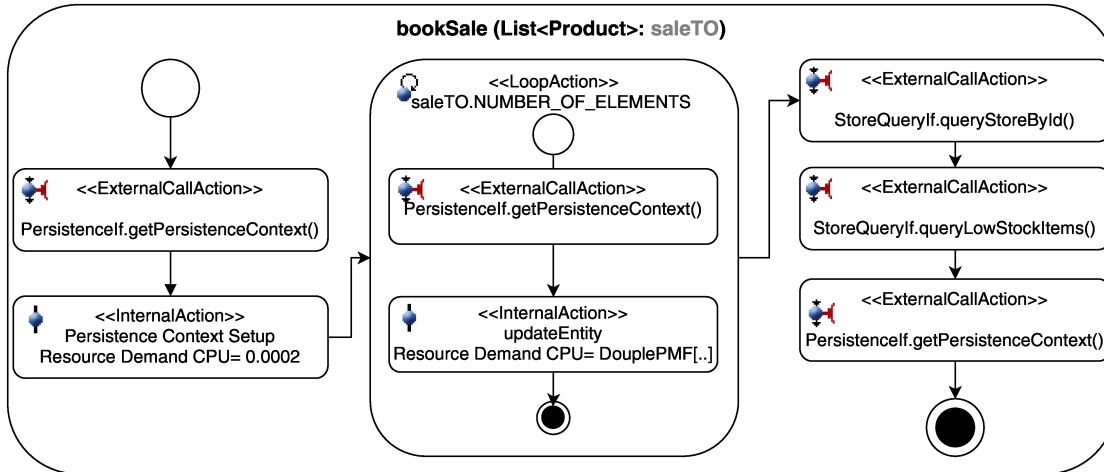 bookSale (List<Product>: saleTO)
<<ExternalCallAction>>
PersistenceIf.getPersistenceContext()
<<InternalAction>>
Persistence Context Setup
Resource Demand CPU= 0.0002
<<LoopAction>>
saleTO.NUMBER_OF_ELEMENTS
<<ExternalCallAction>>
PersistenceIf.getPersistenceContext()
<<InternalAction>>
updateEntity
Resource Demand CPU= DouplePMF[..]
<<ExternalCallAction>>
StoreQueryIf.queryStoreById()
<<ExternalCallAction>>
StoreQueryIf.queryLowStockItems()
<<ExternalCallAction>>
PersistenceIf.getPersistenceContext()